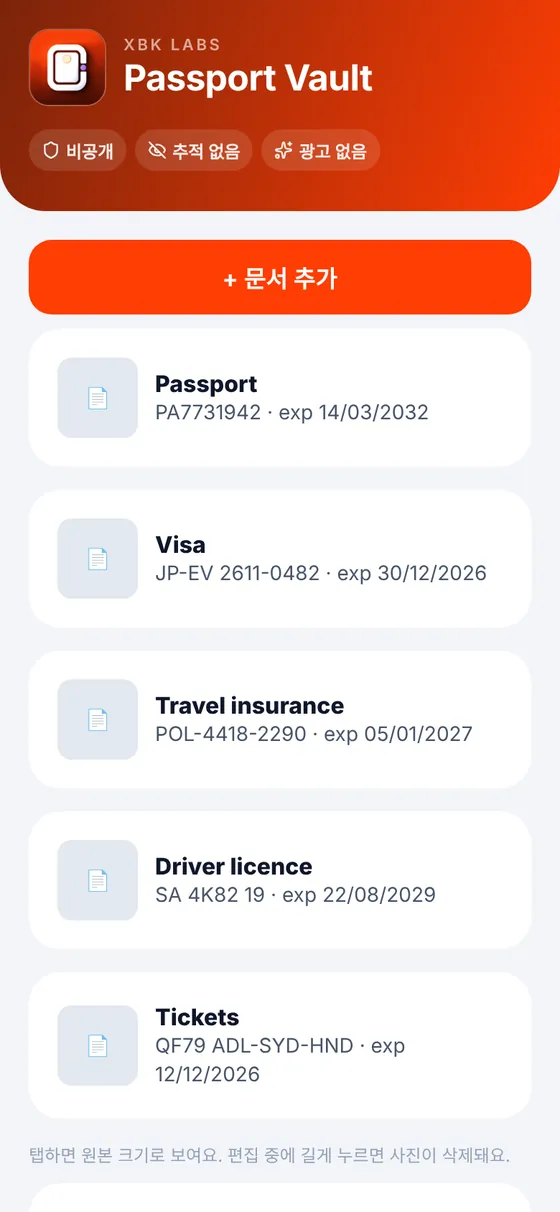 XBK LABS
Passport Vault
비공개
추적 없음
광고 없음
+ 문서 추가
Passport
PA7731942 · exp 14/03/2032
Visa
JP-EV 2611-0482 · exp 30/12/2026
Travel insurance
POL-4418-2290 · exp 05/01/2027
Driver licence
SA 4K82 19 · exp 22/08/2029
Tickets
QF79 ADL-SYD-HND · exp
12/12/2026
탭하면 원본 크기로 보여요. 편집 중에 길게 누르면 사진이 삭제돼요.